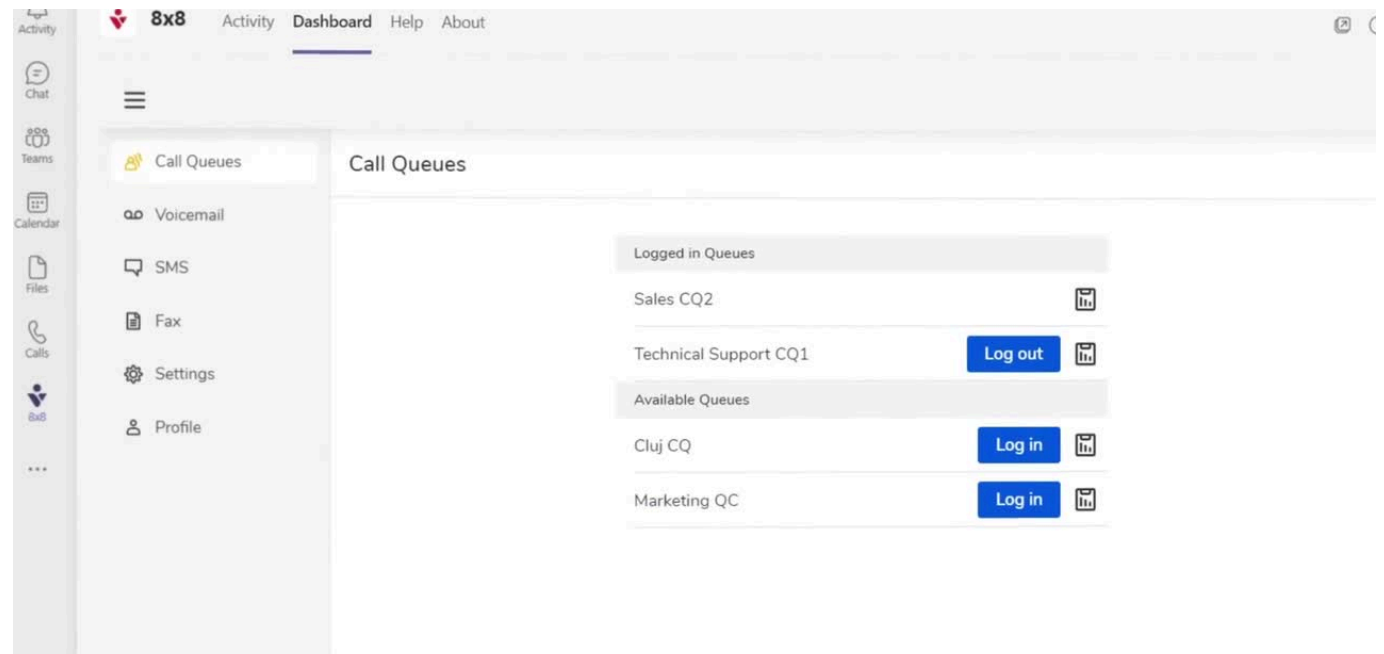 8x8 Activity Dashboard Help About
Activity
Chat
Teams
Calendar
Files
Calls
8x8
Call Queues
Voicemail
SMS
Fax
Settings
Profile
Call Queues
Logged in Queues
Sales CQ2
Technical Support CQ1 Log out
Available Queues
Cluj CQ Log in
Marketing QC Log in